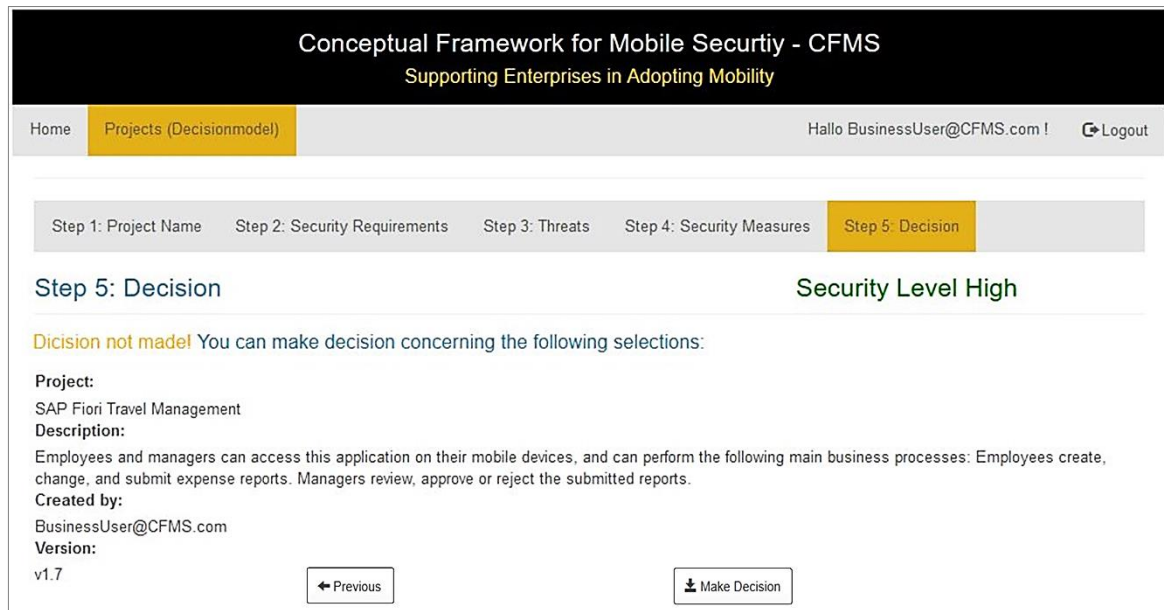 Conceptual Framework for Mobile Securtiy - CFMS
Supporting Enterprises in Adopting Mobility
Home Projects (Decisionmodel) Hallo BusinessUser@CFMS.com ! Logout
Step 1: Project Name Step 2: Security Requirements Step 3: Threats Step 4: Security Measures Step 5: Decision
Step 5: Decision Security Level High
Dicision not made! You can make decision concerning the following selections:
Project:
SAP Fiori Travel Management
Description:
Employees and managers can access this application on their mobile devices, and can perform the following main business processes: Employees create,
change, and submit expense reports. Managers review, approve or reject the submitted reports.
Created by:
BusinessUser@CFMS.com
Version:
v1.7
Previous Make Decision